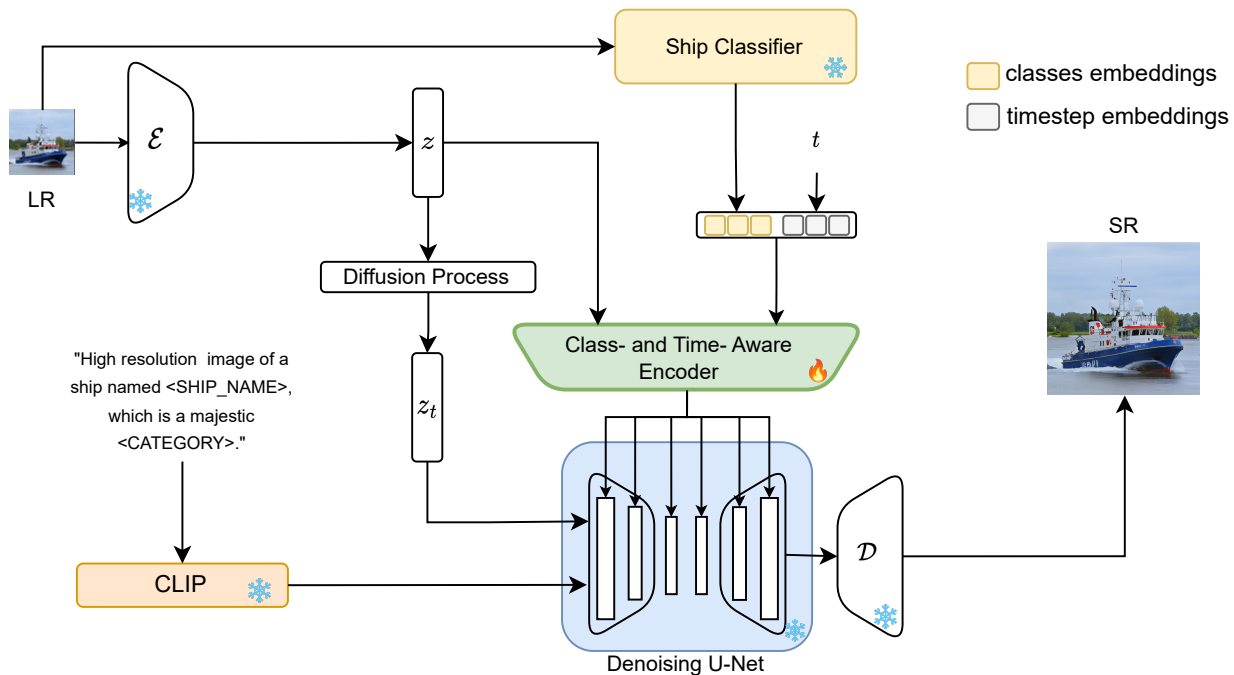 Ship Classifier
classes embeddings
timestep embeddings
ℰ
z
t
LR
SR
Diffusion Process
"High resolution image of a
ship named <SHIP_NAME>,
which is a majestic
<CATEGORY>."
Class- and Time- Aware
Encoder
z_t
𝒟
CLIP
Denoising U-Net